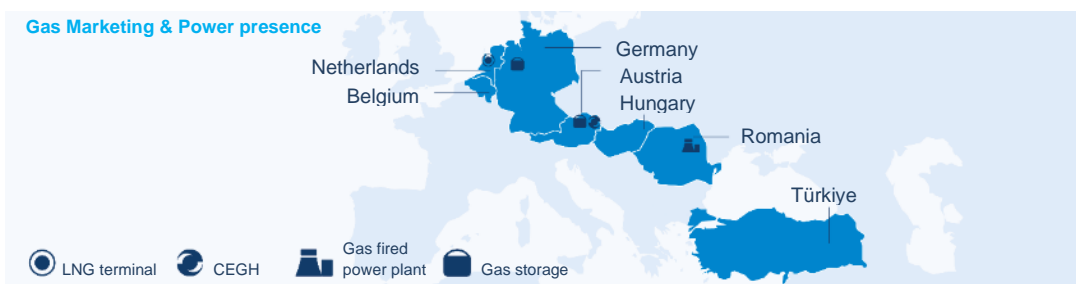 Gas Marketing & Power presence
Germany
Netherlands
Austria
Belgium
Hungary
Romania
Türkiye
LNG terminal
CEGH
Gas fired
power plant
Gas storage